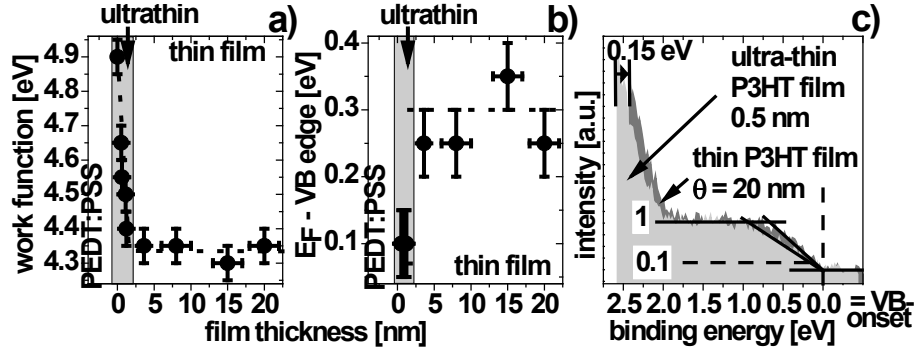 ultrathin
a)
thin film
work function [eV]
4.9
4.8
4.7
4.6
4.5
4.4
4.3
PEDT:PSS
0
5
10
15
20
ultrathin
b)
EF - VB edge [eV]
0.4
0.3
0.2
0.1
PEDT:PSS
thin film
0
5
10
15
20
film thickness [nm]
c)
0.15 eV
ultra-thin
P3HT film
0.5 nm
thin P3HT film
θ = 20 nm
intensity [a.u.]
1
0.1
2.5
2.0
1.5
1.0
0.5
0.0
= VB-
onset
binding energy [eV]